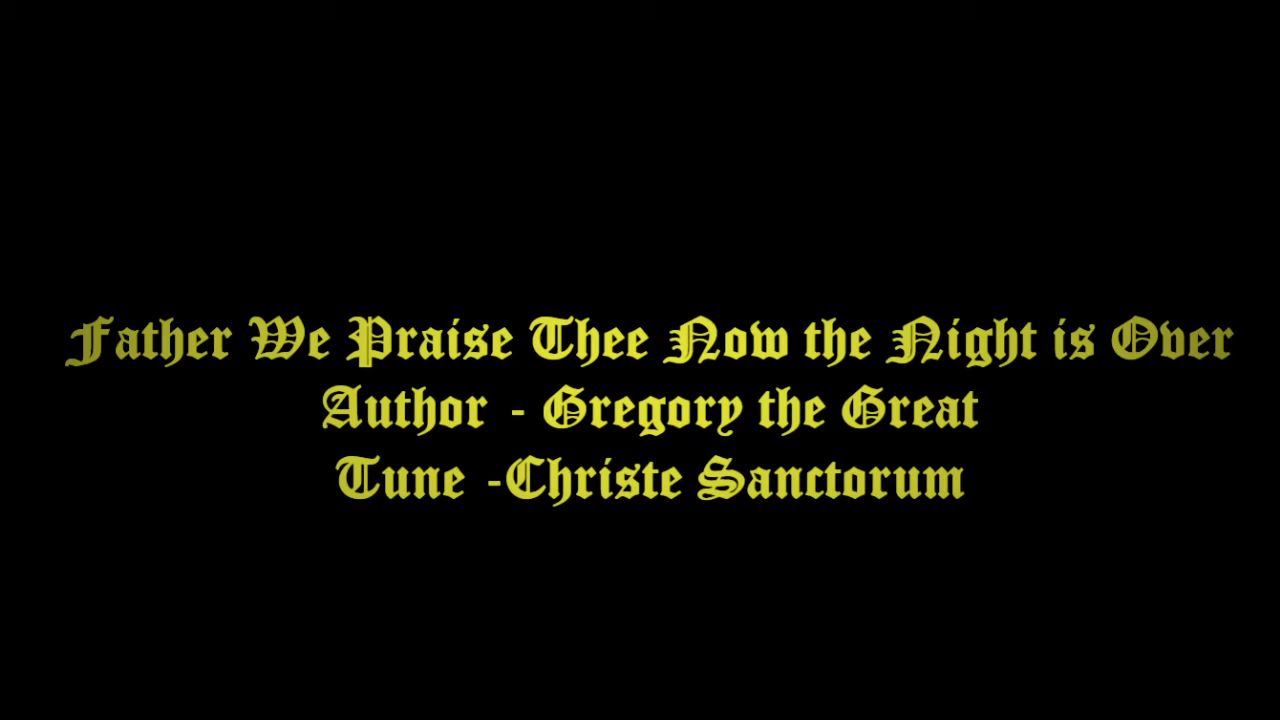 Father We Praise Thee Now the Night is Over
Author - Gregory the Great
Tune -Christe Sanctorum